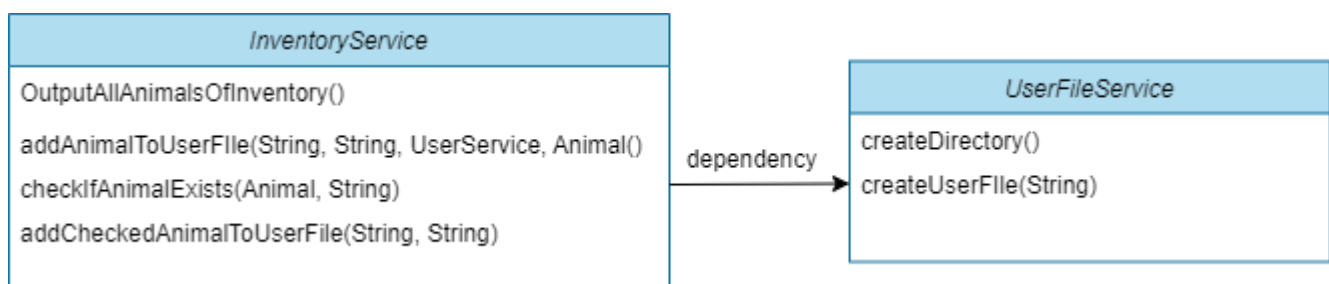 InventoryService
OutputAllAnimalsOfInventory()
addAnimalToUserFIle(String, String, UserService, Animal()
checkIfAnimalExists(Animal, String)
addCheckedAnimalToUserFile(String, String)
dependency
UserFileService
createDirectory()
createUserFIle(String)